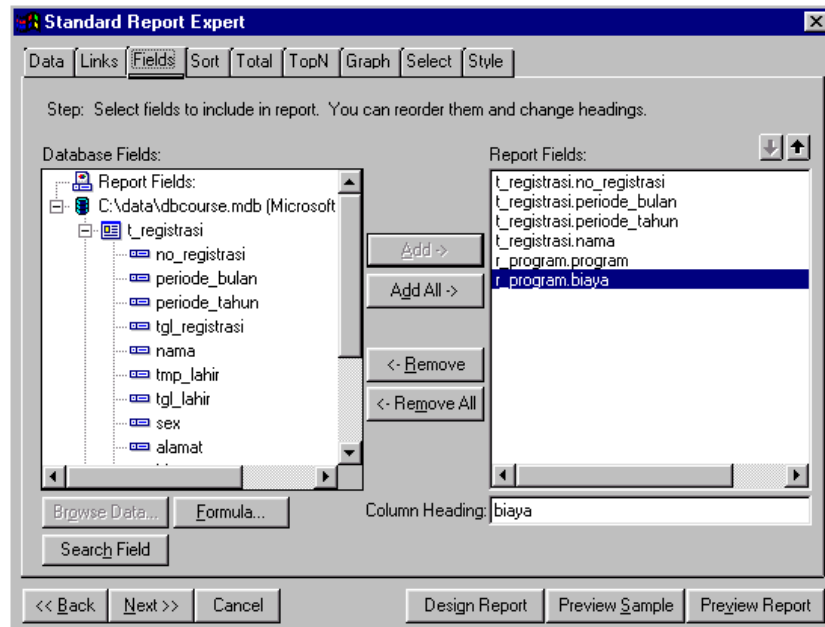 Standard Report Expert
Data Links Fields Sort Total TopN Graph Select Style
Step: Select fields to include in report. You can reorder them and change headings.
Database Fields:
Report Fields:
C:\data\dbcourse.mdb (Microsoft
t_registrasi
no_registrasi
periode_bulan
periode_tahun
tgl_registrasi
nama
tmp_lahir
tgl_lahir
sex
alamat
Add ->
Add All ->
<- Remove
<- Remove All
Report Fields:
t_registrasi.no_registrasi
t_registrasi.periode_bulan
t_registrasi.periode_tahun
t_registrasi.nama
r_program.program
r_program.biaya
Browse Data... Formula...
Column Heading: biaya
Search Field
<< Back Next >> Cancel Design Report Preview Sample Preview Report